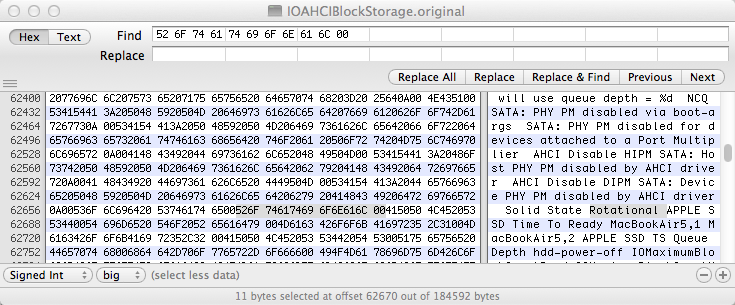 IOAHCIBlockStorage.original
Hex Text Find 52 6F 74 61 74 69 6F 6E 61 6C 00
Replace
Replace All Replace Replace & Find Previous Next
62400 2077696C 6C207573 65207175 65756520 64657074 68203D20 25640A00 4E435100 will use queue depth = %d NCQ
62432 53415441 3A205048 5920504D 20646973 61626C65 64207669 6120626F 6F742D61 SATA: PHY PM disabled via boot-a
62464 7267730A 00534154 413A2050 48592050 4D206469 7361626C 65642066 6F722064 rgs SATA: PHY PM disabled for d
62496 65766963 65732061 74746163 68656420 746F2061 20506F72 74204D75 6C746970 evices attached to a Port Multip
62528 6C696572 0A004148 43492044 69736162 6C652048 49504D00 53415441 3A20486F lier AHCI Disable HIPM SATA: Ho
62560 73742050 48592050 4D206469 7361626C 65642062 79204148 43492064 72697665 st PHY PM disabled by AHCI drive
62592 720A0041 48434920 44697361 626C6520 4449504D 00534154 413A2044 65766963 r AHCI Disable DIPM SATA: Devic
62624 65205048 5920504D 20646973 61626C65 64206279 20414843 49206472 69766572 e PHY PM disabled by AHCI driver
62656 0A00536F 6C696420 53746174 6500526F 74617469 6F6E616C 00415050 4C452053 Solid State Rotational APPLE S
62688 53440054 696D6520 546F2052 65616479 004D6163 426F6F6B 41697235 2C31004D SD Time To Ready MacBookAir5,1 M
62720 6163426F 6F6B4169 72352C32 00415050 4C452053 53442054 53005175 65756520 acBookAir5,2 APPLE SSD TS Queue
62752 44657074 68006864 642D706F 7765722D 6F666600 494F4D61 78696D75 6D426C6F Depth hdd-power-off IOMaximumBlo
Signed Int big (select less data)
11 bytes selected at offset 62670 out of 184592 bytes